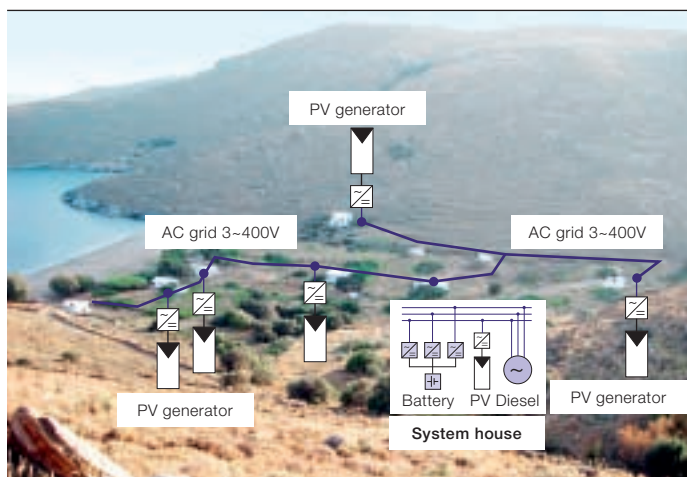 PV generator
AC grid 3~400V
AC grid 3~400V
Battery
PV Diesel
~
PV generator
PV generator
System house